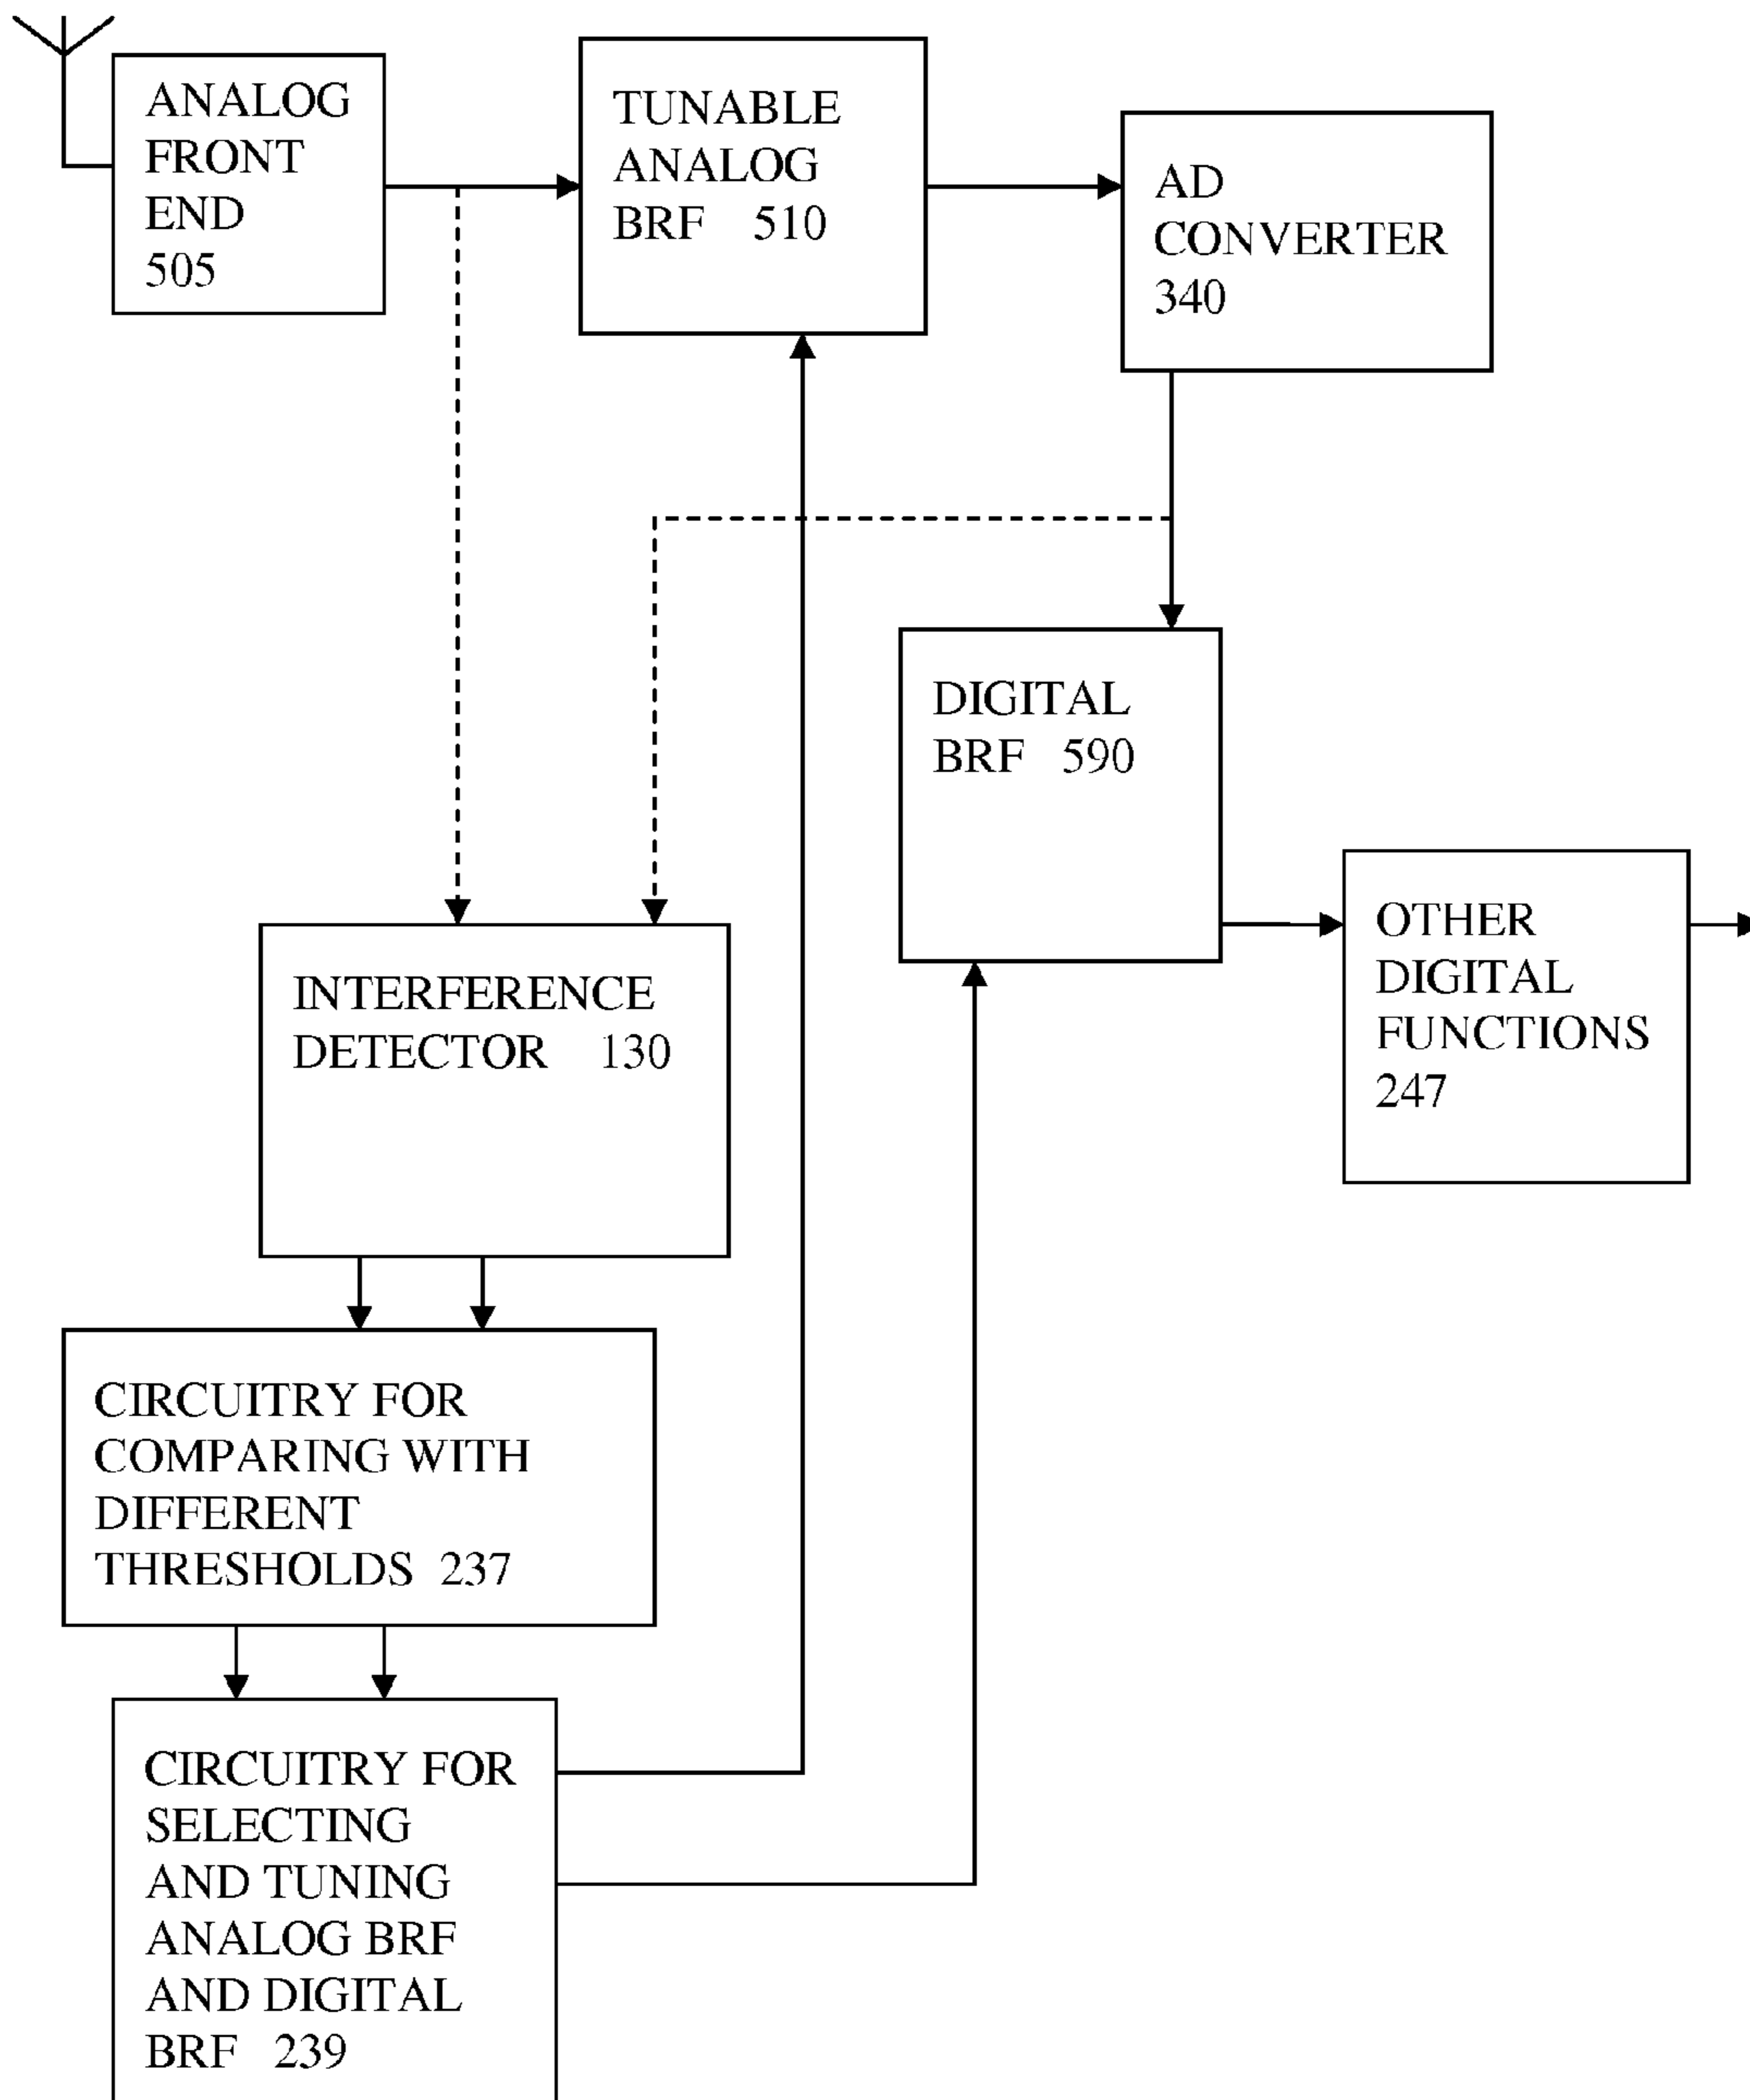 ANALOG
FRONT
END
505
TUNABLE
ANALOG
BRF 510
AD
CONVERTER
340
DIGITAL
BRF 590
OTHER
DIGITAL
FUNCTIONS
247
INTERFERENCE
DETECTOR 130
CIRCUITRY FOR
COMPARING WITH
DIFFERENT
THRESHOLDS 237
CIRCUITRY FOR
SELECTING
AND TUNING
ANALOG BRF
AND DIGITAL
BRF 239